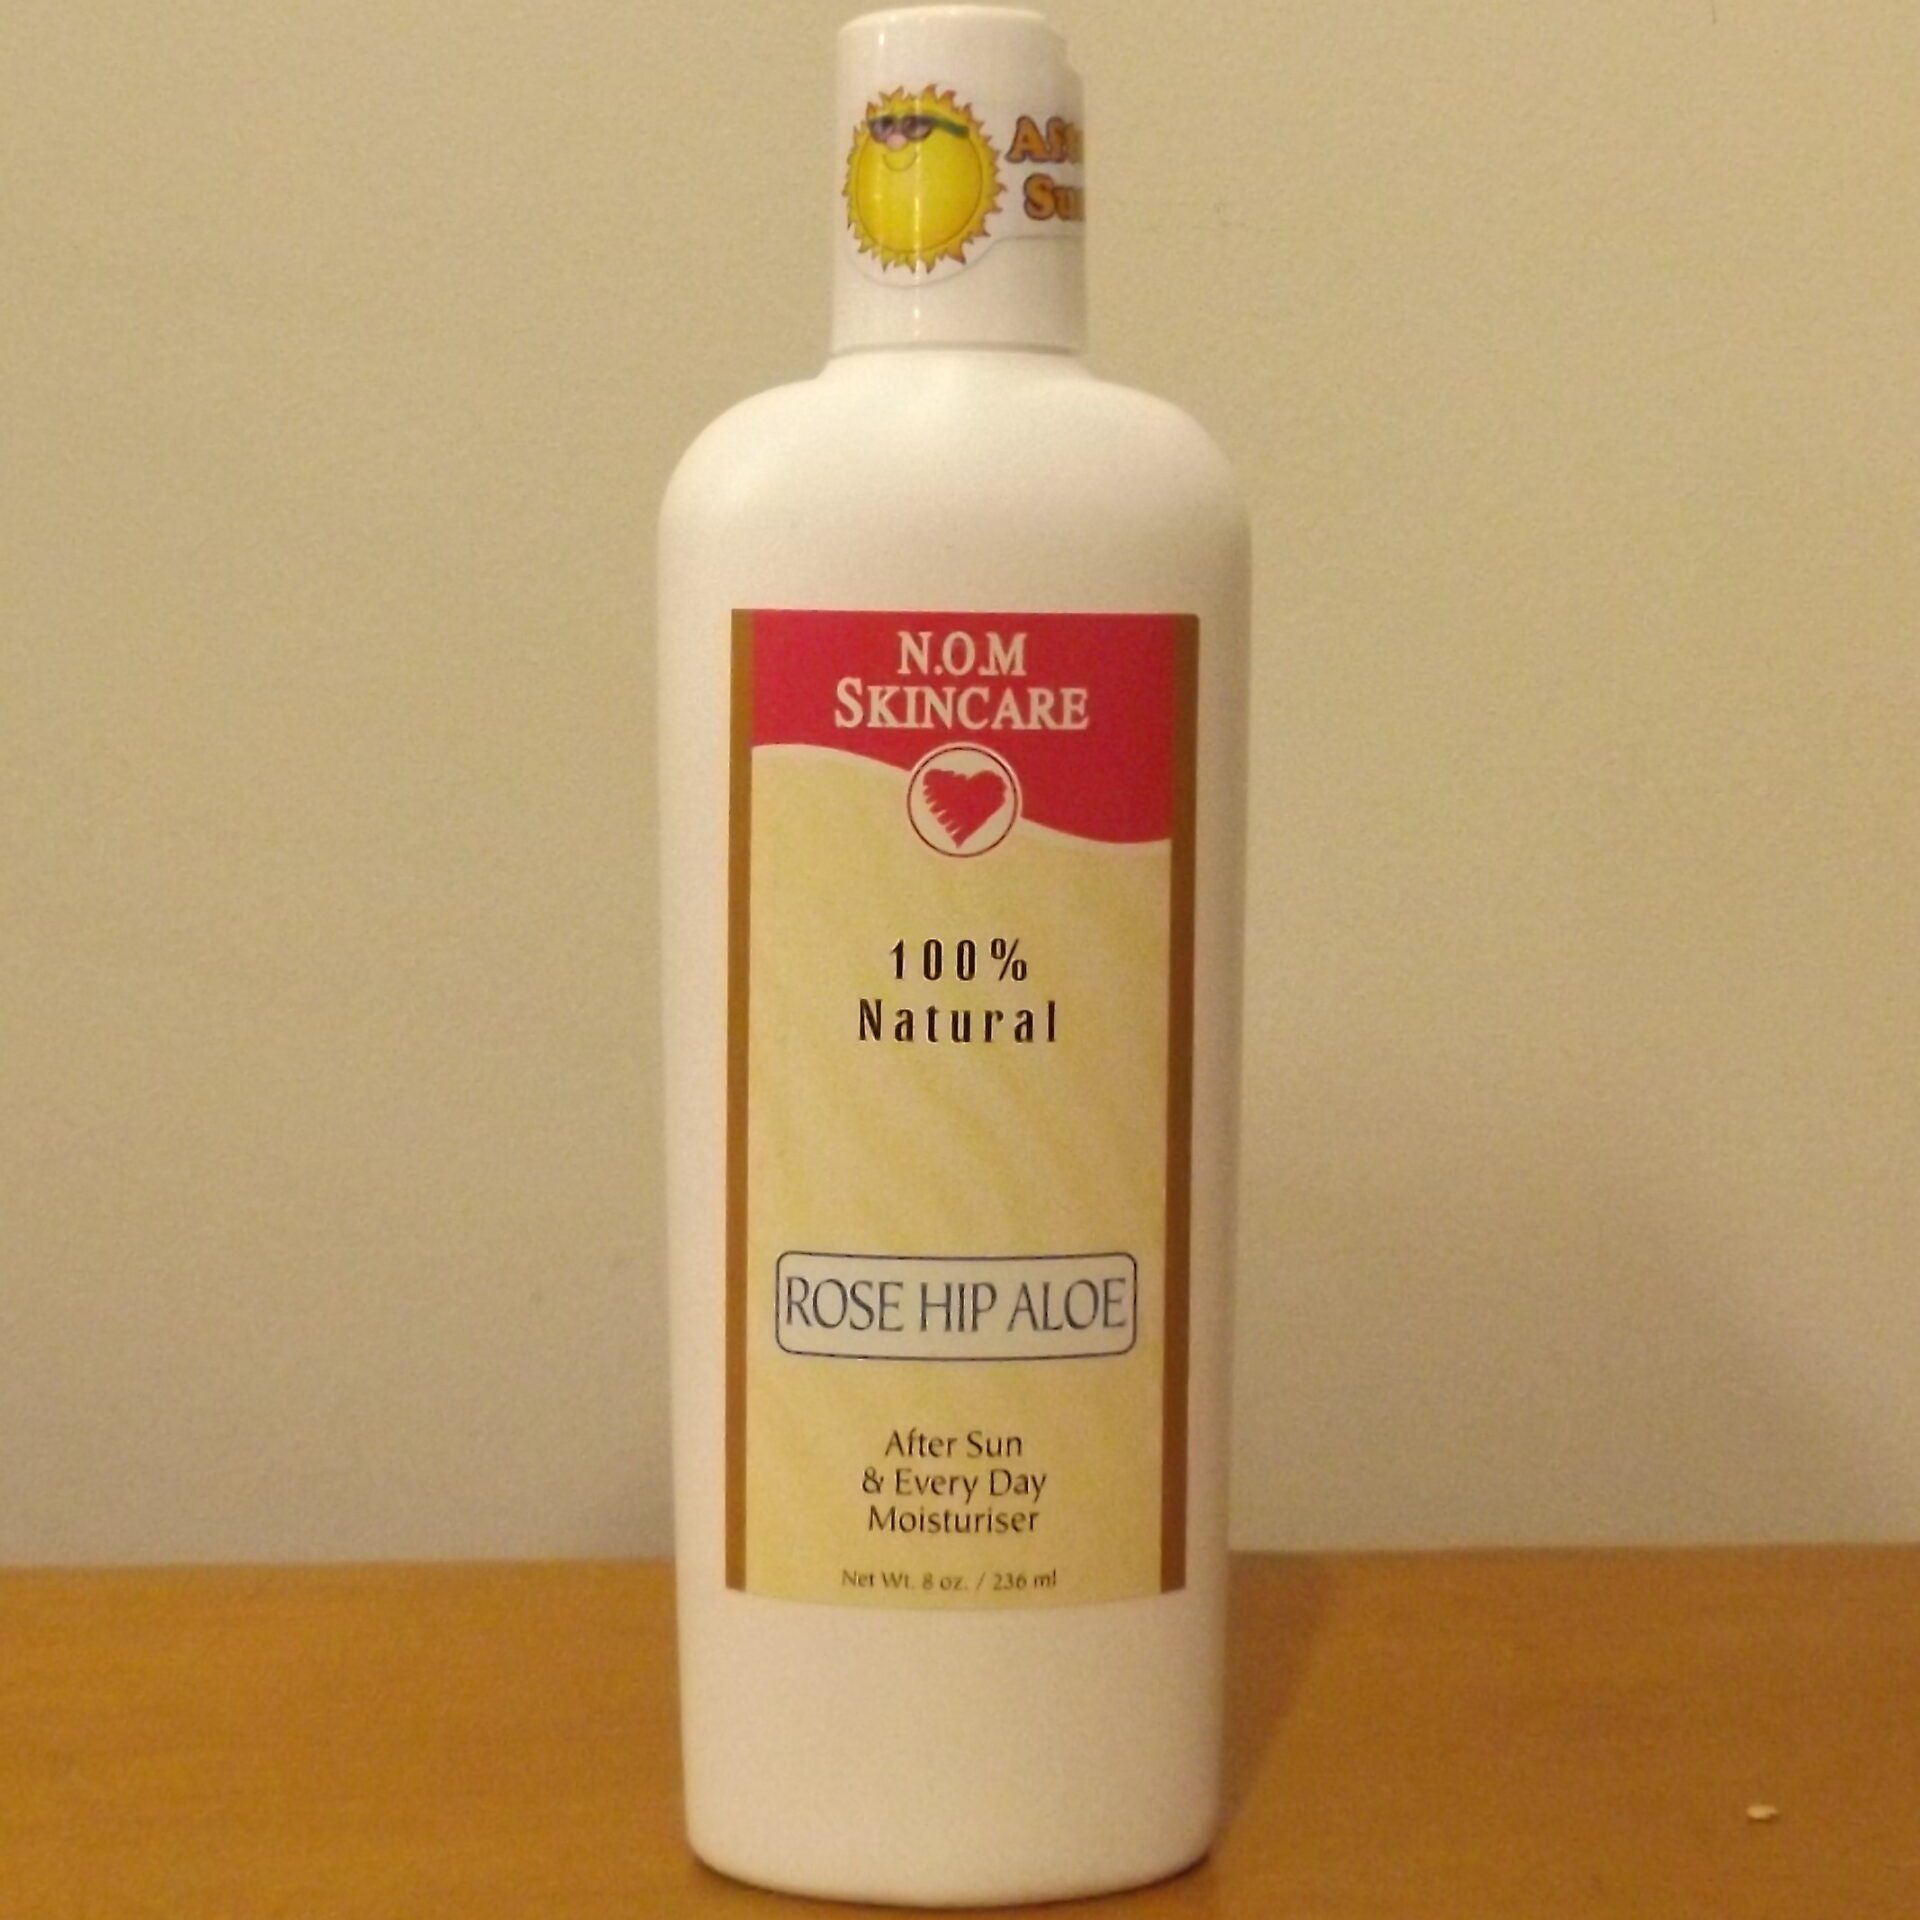 N.O.M
SKINCARE
100%
Natural
ROSE HIP ALOE
After Sun
& Every Day
Moisturiser
Net Wt. 8 oz. / 236 ml